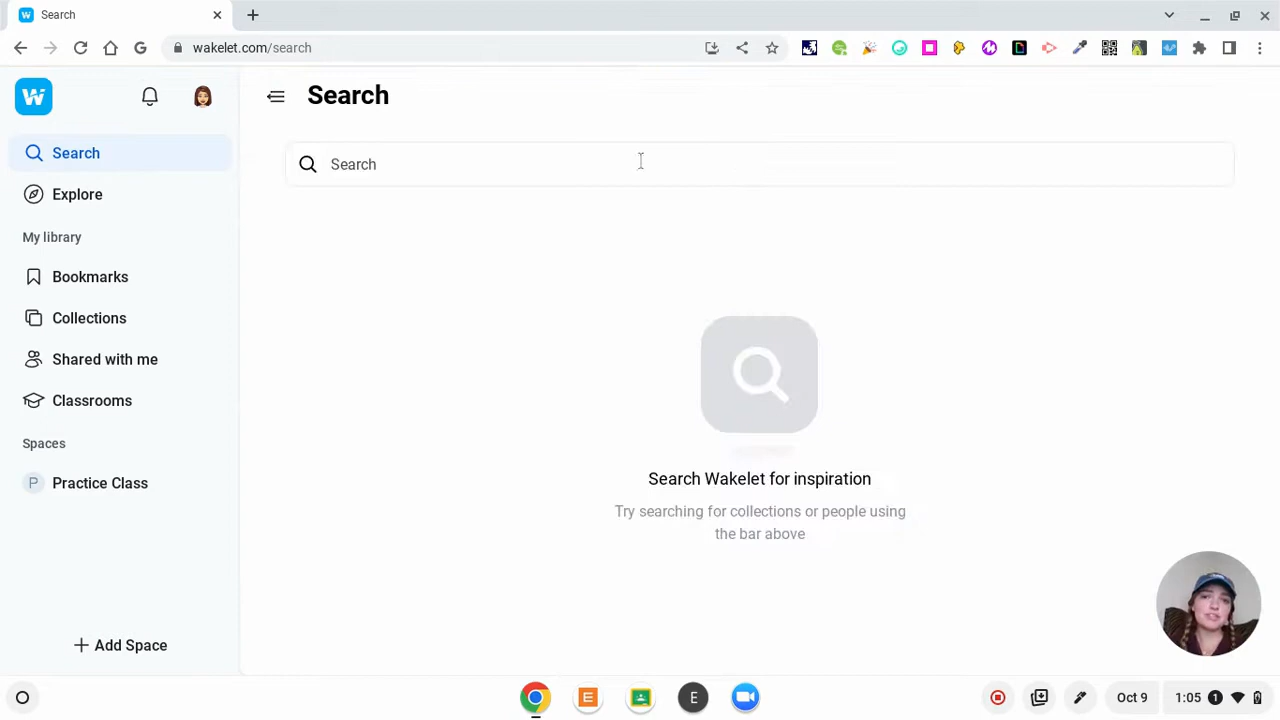 Search
wakelet.com/search
W
Search
Search
Search
Explore
My library
Bookmarks
Collections
Shared with me
Classrooms
Spaces
P Practice Class
Search Wakelet for inspiration
Try searching for collections or people using
the bar above
+ Add Space
E
E
Oct 9
1:05
1